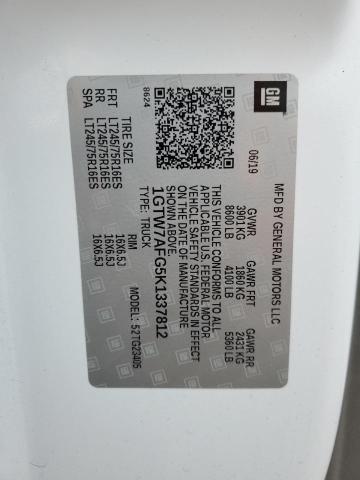 GM
MFD BY GENERAL MOTORS LLC
06/19 GVWR GAWR FRT GAWR RR
3901 KG 1860 KG 2431 KG
8600 LB 4100 LB 5360 LB
THIS VEHICLE CONFORMS TO ALL
APPLICABLE U.S. FEDERAL MOTOR
VEHICLE SAFETY STANDARDS IN EFFECT
ON THE DATE OF MANUFACTURE
SHOWN ABOVE.
1GTW7AFG5K1337812
TYPE: TRUCK
8624 MODEL: 52TG23405
TIRE SIZE RIM
FRT LT245/75R16ES 16X6.5J
RR LT245/75R16ES 16X6.5J
SPA LT245/75R16ES 16X6.5J